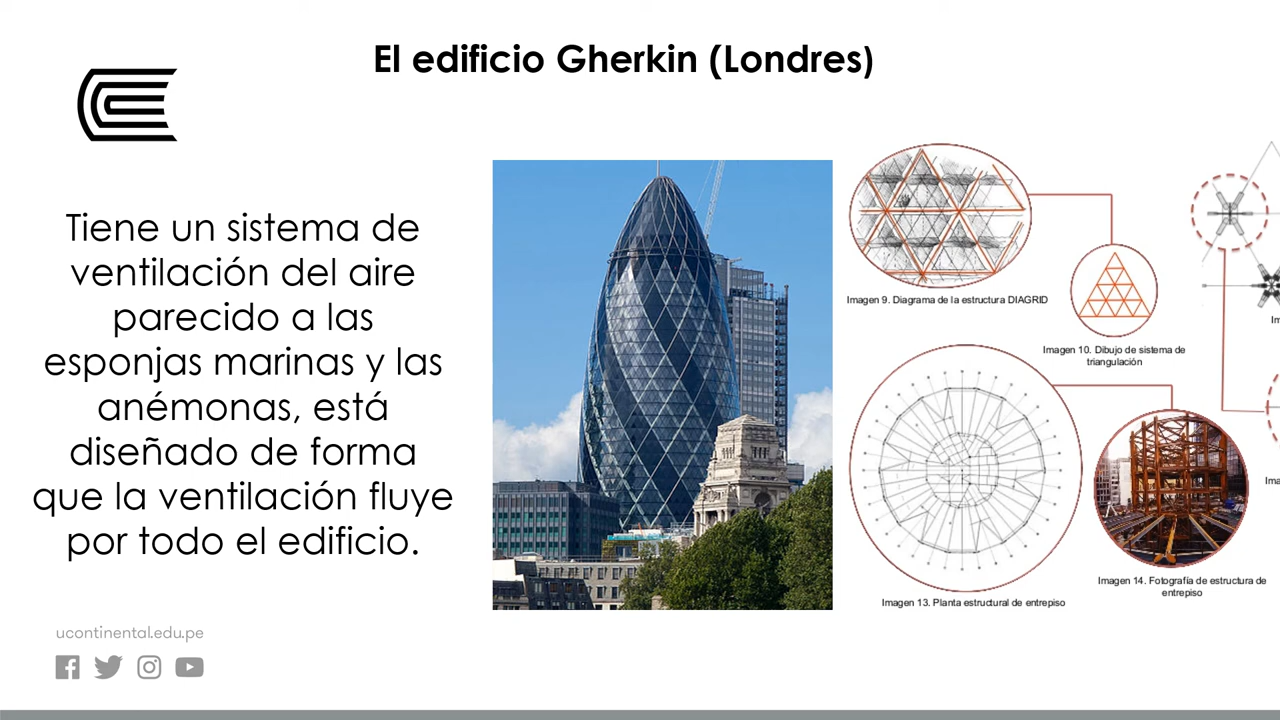 El edificio Gherkin (Londres)
Tiene un sistema de
ventilación del aire
parecido a las
esponjas marinas y las
anémonas, está
diseñado de forma
que la ventilación fluye
por todo el edificio.
Imagen 9. Diagrama de la estructura DIAGRID
Imagen 10. Dibujo de sistema de
triangulación
Imagen 13. Planta estructural de entrepiso
Imagen 14. Fotografía de estructura de
entrepiso
ucontinental.edu.pe